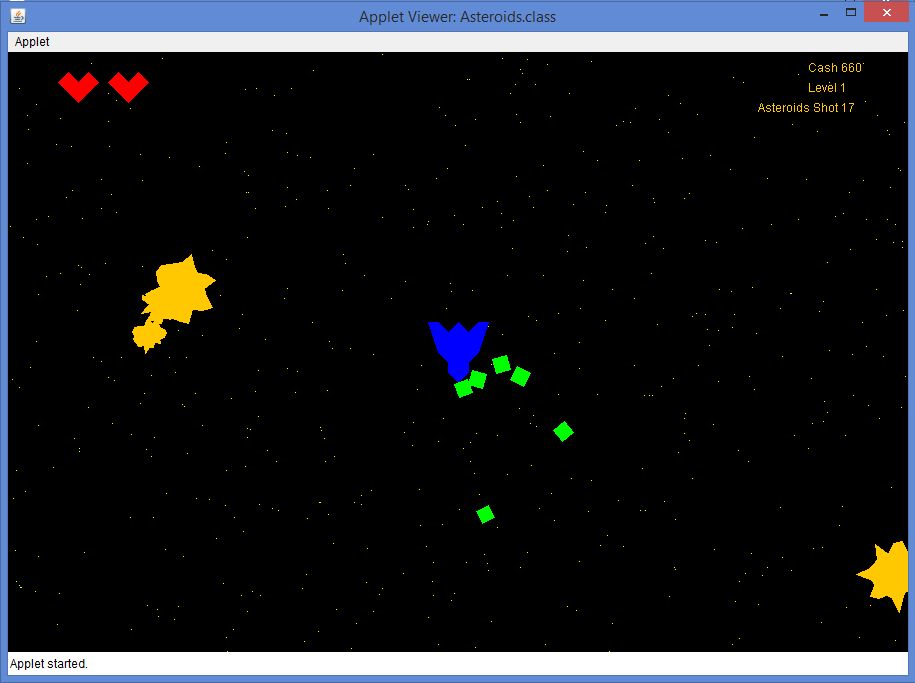 Applet Viewer: Asteroids.class
Applet
Cash 660
Level 1
Asteroids Shot 17
Applet started.